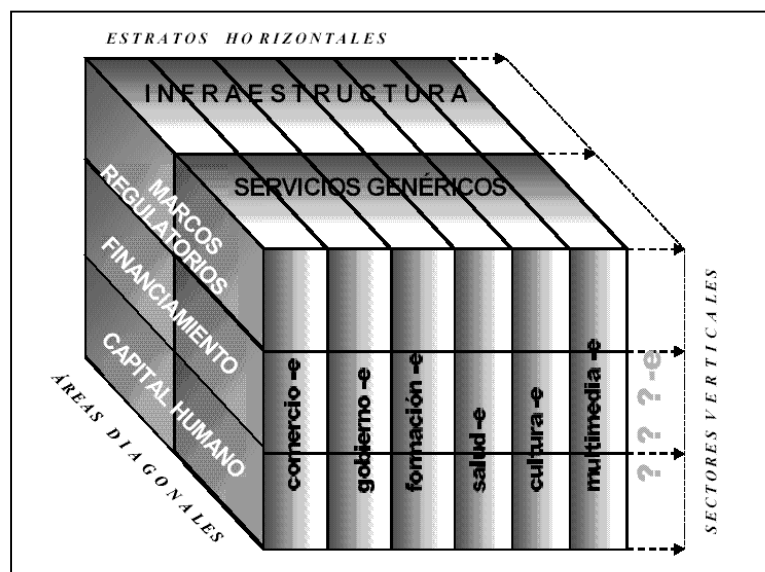 ESTRATOS HORIZONTALES
INFRAESTRUCTURA
SERVICIOS GENÉRICOS
MARCOS
REGULATORIOS
FINANCIAMIENTO
CAPITAL HUMANO
ÁREAS DIAGONALES
comercio -e
gobierno -e
formación -e
salud -e
cultura -e
multimedia -e
? ? ? -e
SECTORES VERTICALES